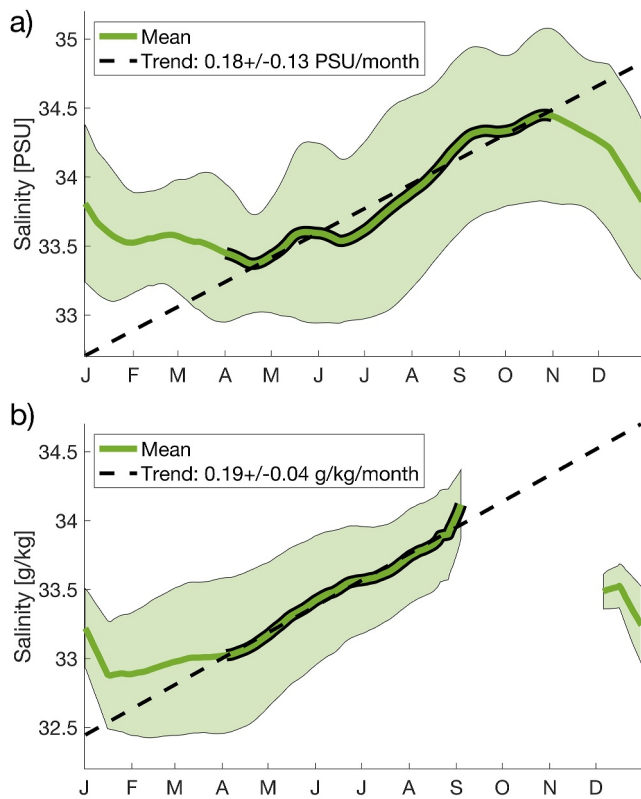 a)
35
34.5
34
33.5
33
Salinity [PSU]
Mean
Trend: 0.18+/-0.13 PSU/month
J F M A M J J A S O N D
b)
34.5
34
33.5
33
32.5
Salinity [g/kg]
Mean
Trend: 0.19+/-0.04 g/kg/month
J F M A M J J A S O N D